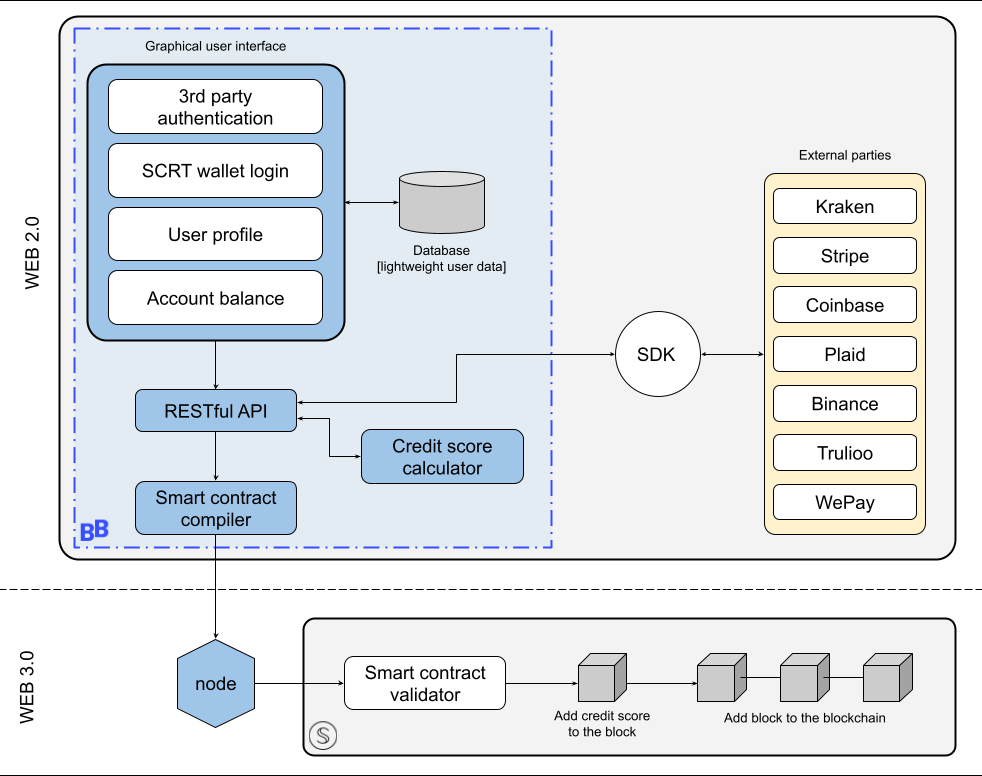 WEB 2.0
Graphical user interface
3rd party
authentication
SCRT wallet login
User profile
Account balance
Database
[lightweight user data]
RESTful API
Credit score
calculator
Smart contract
compiler
BB
SDK
External parties
Kraken
Stripe
Coinbase
Plaid
Binance
Trulioo
WePay
WEB 3.0
node
Smart contract
validator
Add credit score
to the block
Add block to the blockchain
S